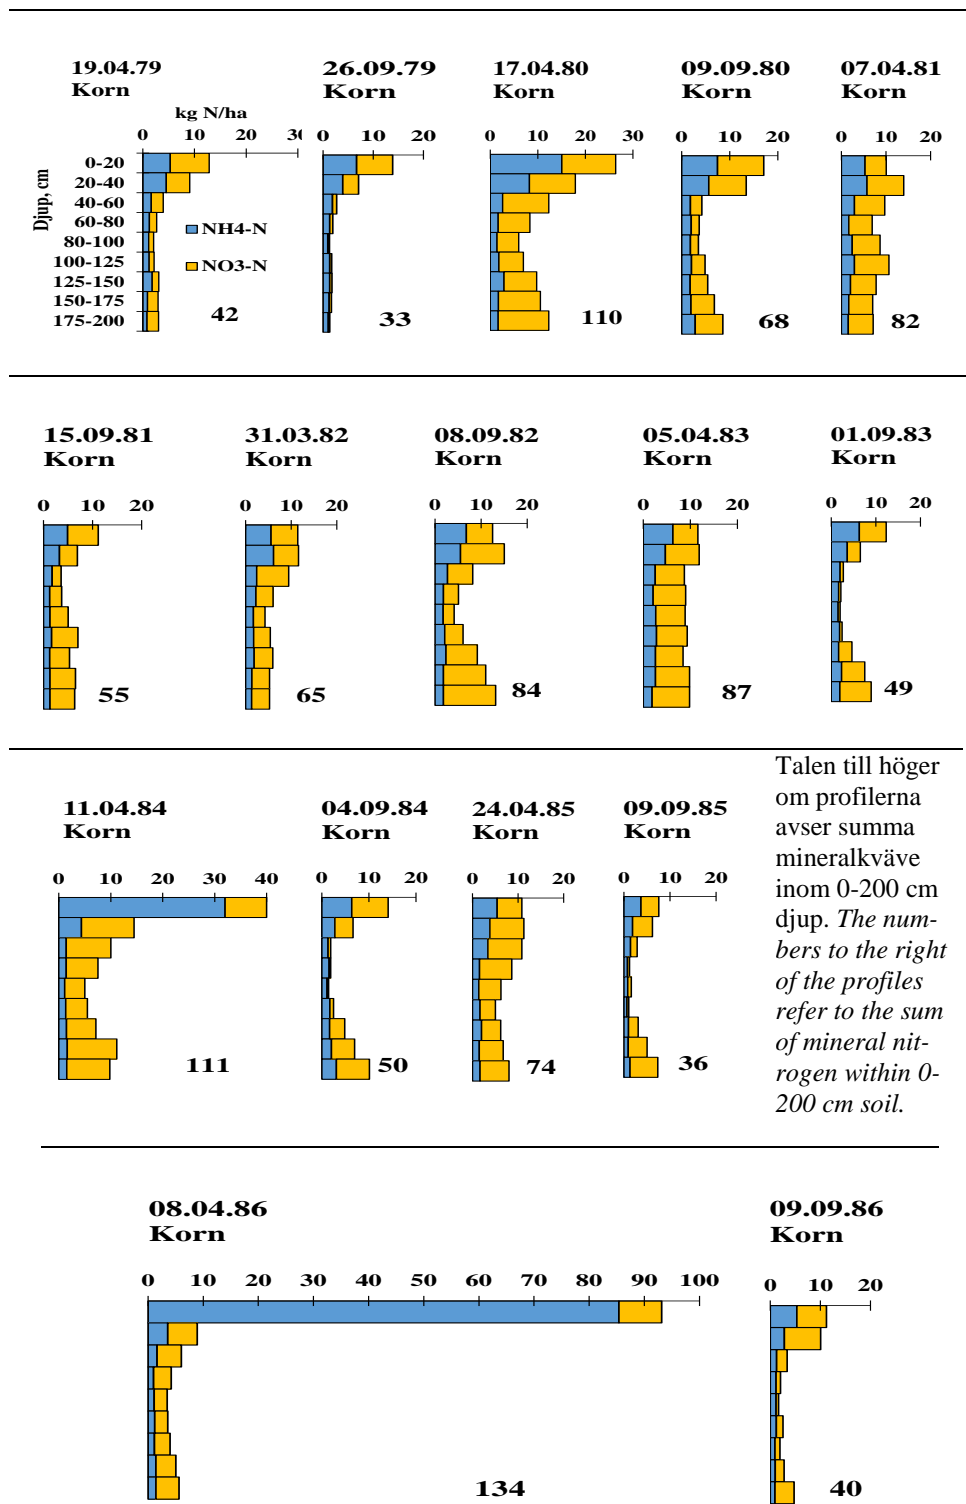 19.04.79 26.09.79 17.04.80 09.09.80 07.04.81
Korn Korn Korn Korn Korn
kg N/ha
0 10 20 30 0 10 20 0 10 20 30 0 10 20 0 10 20
Djup, cm
0-20
20-40
40-60
60-80
80-100
100-125
125-150
150-175
175-200
NH4-N
NO3-N
42 33 110 68 82
15.09.81 31.03.82 08.09.82 05.04.83 01.09.83
Korn Korn Korn Korn Korn
0 10 20 0 10 20 0 10 20 0 10 20 0 10 20
55 65 84 87 49
11.04.84 04.09.84 24.04.85 09.09.85
Korn Korn Korn Korn
0 10 20 30 40 0 10 20 0 10 20 0 10 20
111 50 74 36
Talen till höger
om profilerna
avser summa
mineralkväve
inom 0-200 cm
djup. The num-
bers to the right
of the profiles
refer to the sum
of mineral nit-
rogen within 0-
200 cm soil.
08.04.86 09.09.86
Korn Korn
0 10 20 30 40 50 60 70 80 90 100 0 10 20
134 40